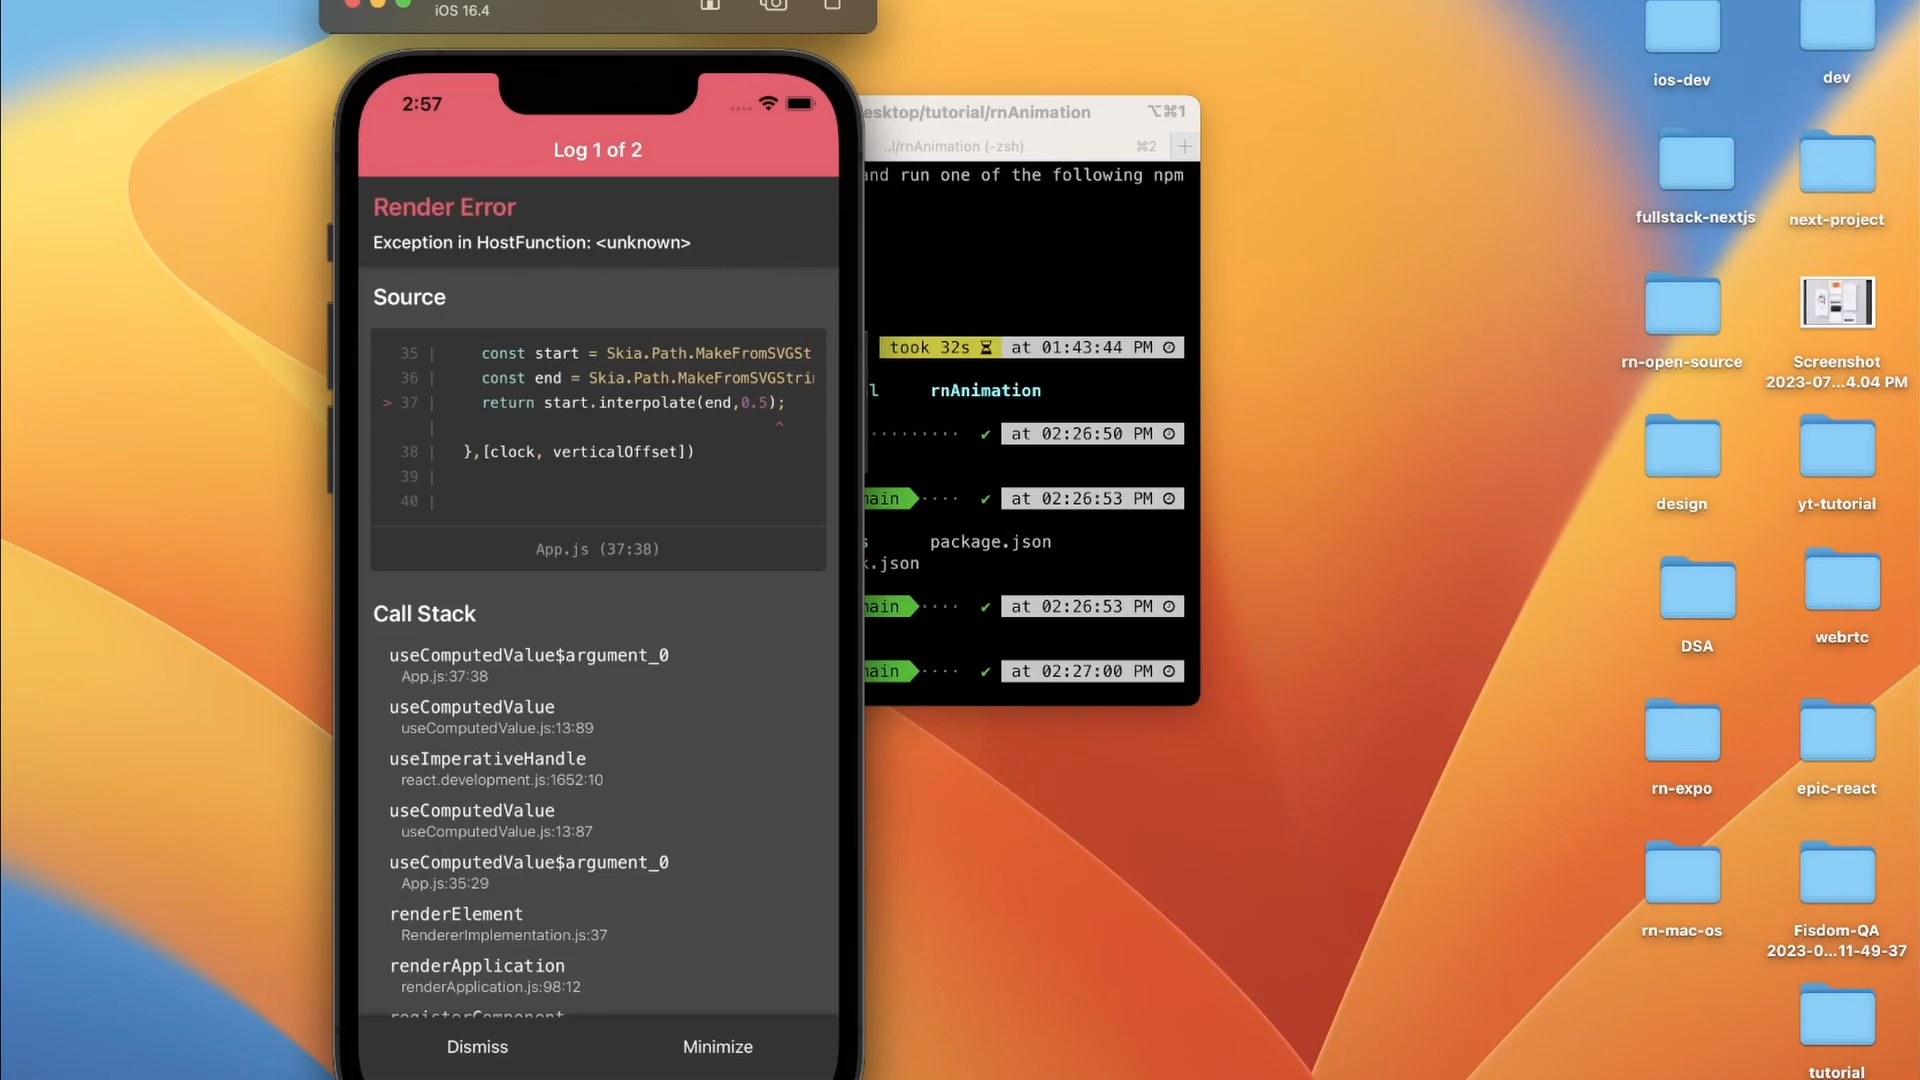 iOS 16.4
2:57
Log 1 of 2
Render Error
Exception in HostFunction: <unknown>
Source
35 | const start = Skia.Path.MakeFromSVGSt
36 | const end = Skia.Path.MakeFromSVGStri
> 37 | return start.interpolate(end,0.5);
| ^
38 | },[clock, verticalOffset])
39 |
40 |
App.js (37:38)
Call Stack
useComputedValue$argument_0
App.js:37:38
useComputedValue
useComputedValue.js:13:89
useImperativeHandle
react.development.js:1652:10
useComputedValue
useComputedValue.js:13:87
useComputedValue$argument_0
App.js:35:29
renderElement
RendererImplementation.js:37
renderApplication
renderApplication.js:98:12
registerComponent
Dismiss
Minimize
esktop/tutorial/rnAnimation ⌥⌘1
..l/rnAnimation (-zsh) ⌘2 +
and run one of the following npm
took 32s at 01:43:44 PM
l rnAnimation
········· ✔ at 02:26:50 PM
main ···· ✔ at 02:26:53 PM
s package.json
k.json
main ···· ✔ at 02:26:53 PM
main ···· ✔ at 02:27:00 PM
ios-dev
dev
fullstack-nextjs
next-project
rn-open-source
Screenshot
2023-07...4.04 PM
design
yt-tutorial
DSA
webrtc
rn-expo
epic-react
rn-mac-os
Fisdom-QA
2023-0...11-49-37
tutorial